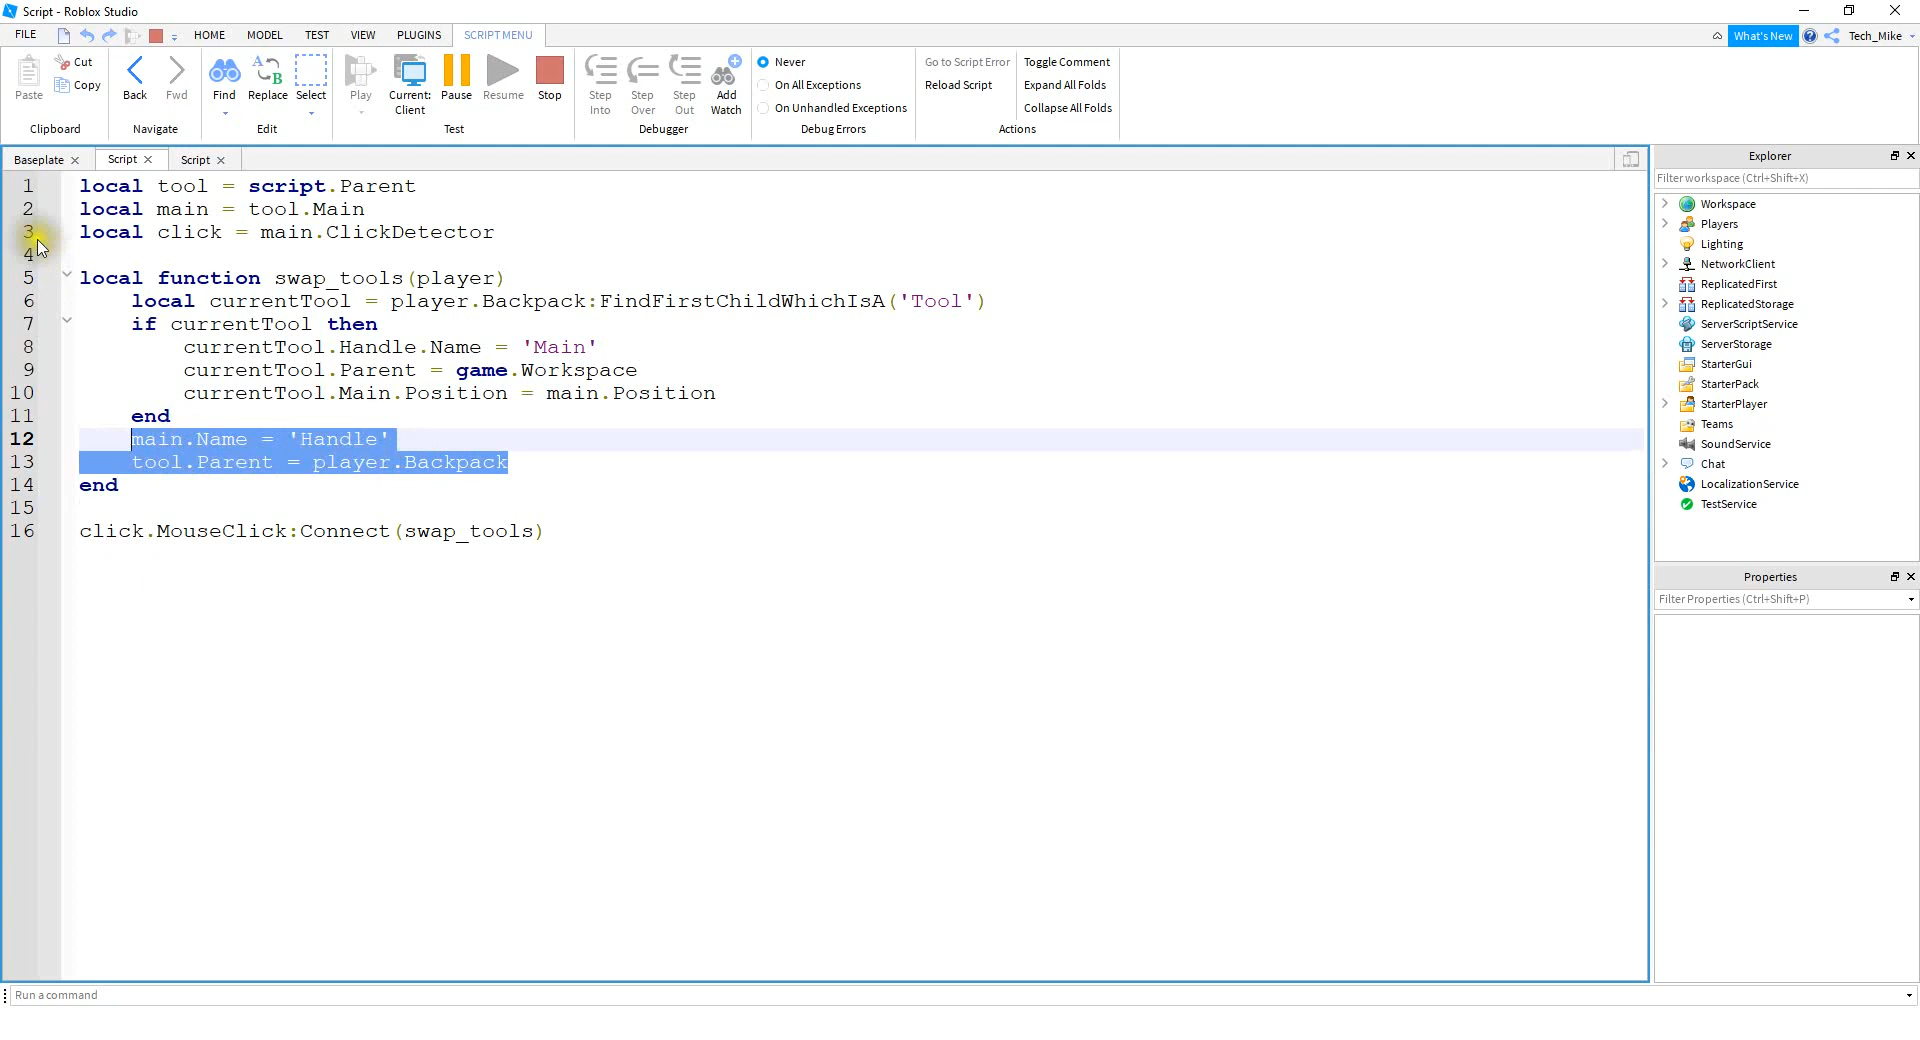 Script - Roblox Studio
FILE HOME MODEL TEST VIEW PLUGINS SCRIPT MENU What's New Tech_Mike
Paste Cut Copy Back Fwd Find Replace Select Play Current: Client Pause Resume Stop Step Into Step Over Step Out Add Watch Never On All Exceptions On Unhandled Exceptions Go to Script Error Reload Script Toggle Comment Expand All Folds Collapse All Folds
Clipboard Navigate Edit Test Debugger Debug Errors Actions
Baseplate Script Script
1 local tool = script.Parent
2 local main = tool.Main
3 local click = main.ClickDetector
4
5 local function swap_tools(player)
6 local currentTool = player.Backpack:FindFirstChildWhichIsA('Tool')
7 if currentTool then
8 currentTool.Handle.Name = 'Main'
9 currentTool.Parent = game.Workspace
10 currentTool.Main.Position = main.Position
11 end
12 main.Name = 'Handle'
13 tool.Parent = player.Backpack
14 end
15
16 click.MouseClick:Connect(swap_tools)
Explorer
Filter workspace (Ctrl+Shift+X)
Workspace
Players
Lighting
NetworkClient
ReplicatedFirst
ReplicatedStorage
ServerScriptService
ServerStorage
StarterGui
StarterPack
StarterPlayer
Teams
SoundService
Chat
LocalizationService
TestService
Properties
Filter Properties (Ctrl+Shift+P)
Run a command